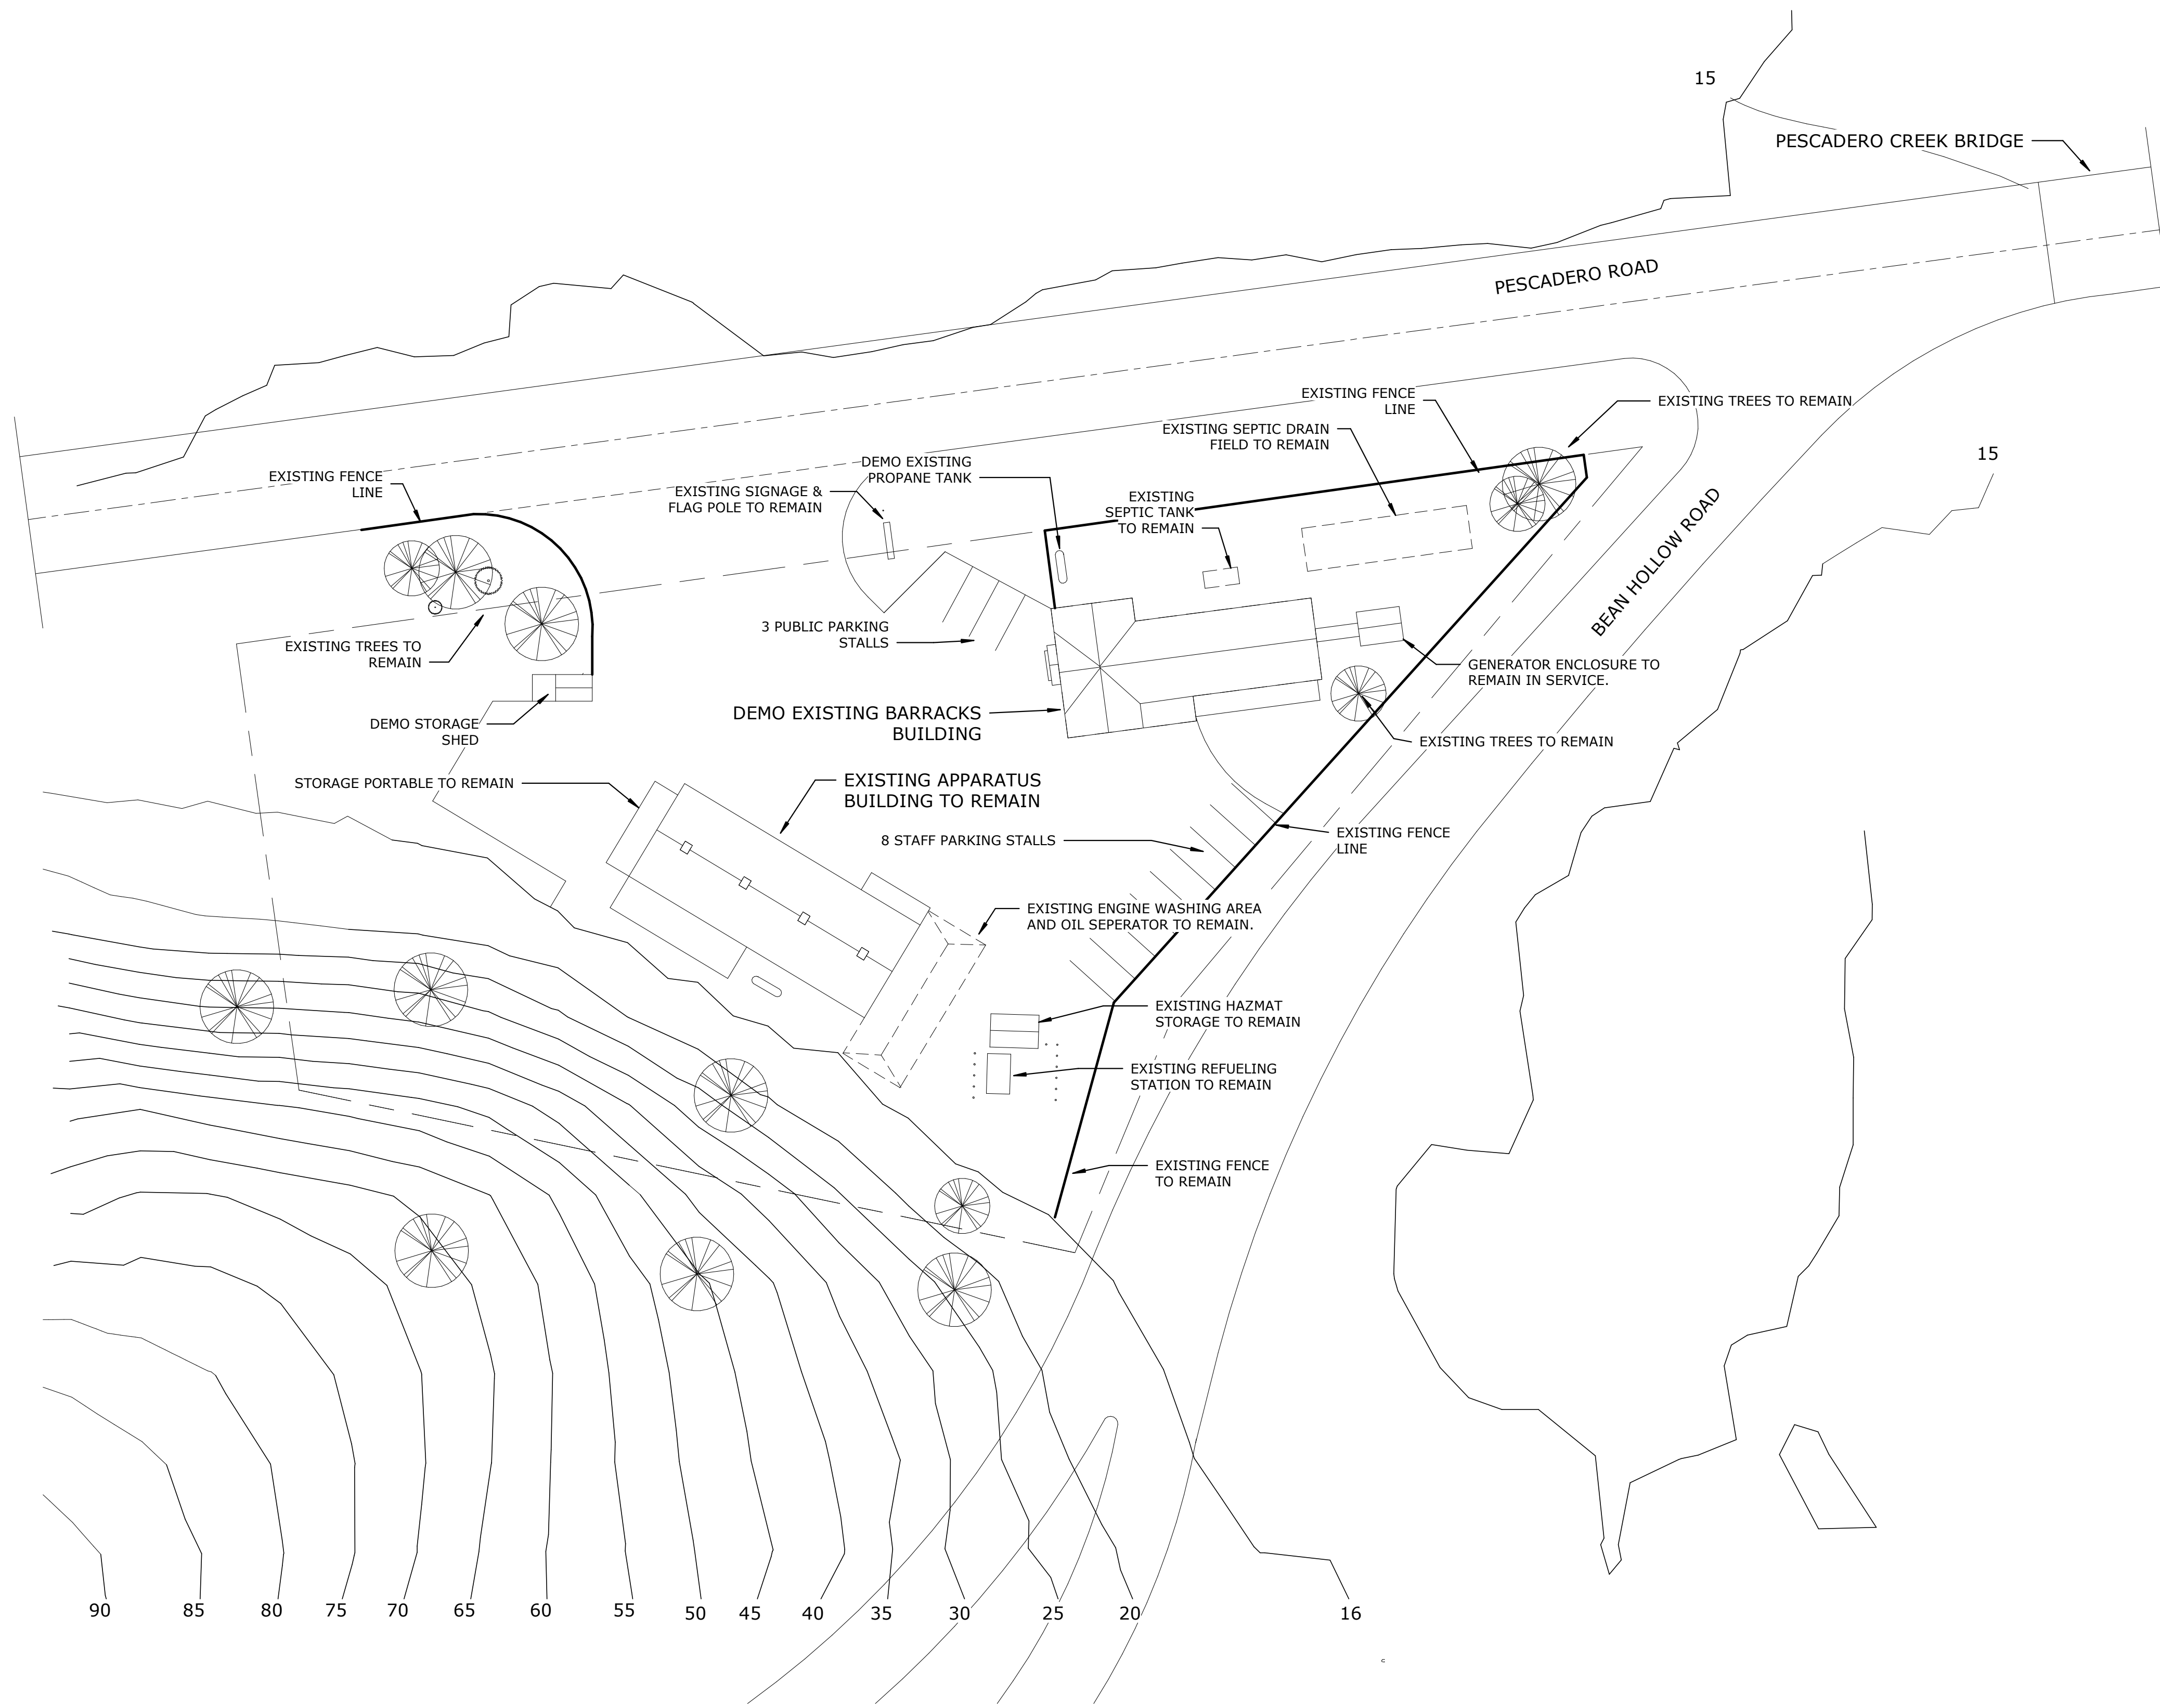 15
PESCADERO CREEK BRIDGE
PESCADERO ROAD
EXISTING FENCE
LINE
EXISTING TREES TO REMAIN
EXISTING SEPTIC DRAIN
FIELD TO REMAIN
15
DEMO EXISTING
PROPANE TANK
EXISTING FENCE
LINE
EXISTING SIGNAGE &
FLAG POLE TO REMAIN
EXISTING
SEPTIC TANK
TO REMAIN
BEAN HOLLOW ROAD
3 PUBLIC PARKING
STALLS
EXISTING TREES TO
REMAIN
GENERATOR ENCLOSURE TO
REMAIN IN SERVICE.
DEMO EXISTING BARRACKS
BUILDING
DEMO STORAGE
SHED
EXISTING TREES TO REMAIN
STORAGE PORTABLE TO REMAIN
EXISTING APPARATUS
BUILDING TO REMAIN
EXISTING FENCE
LINE
8 STAFF PARKING STALLS
EXISTING ENGINE WASHING AREA
AND OIL SEPERATOR TO REMAIN.
EXISTING HAZMAT
STORAGE TO REMAIN
EXISTING REFUELING
STATION TO REMAIN
EXISTING FENCE
TO REMAIN
90 85 80 75 70 65 60 55 50 45 40 35 30 25 20 16
c